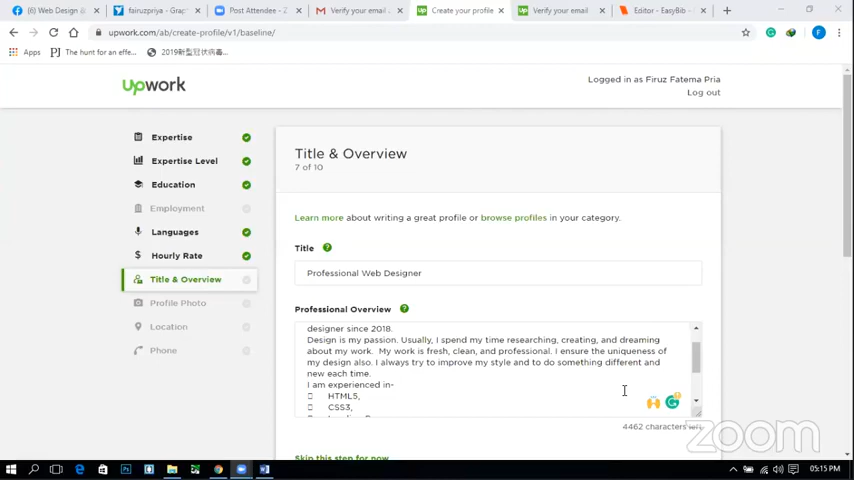 (6) Web Design &
fairuzpriya - Grap
Post Attendee - Z
Verify your email a
Create your profile
Verify your email
Editor - EasyBib
upwork.com/ab/create-profile/v1/baseline/
F
Apps
The hunt for an effe...
2019新型冠状病毒...
upwork
Logged in as Firuz Fatema Pria
Log out
Expertise
Expertise Level
Education
Employment
Languages
Hourly Rate
Title & Overview
Profile Photo
Location
Phone
Title & Overview
7 of 10
Learn more about writing a great profile or browse profiles in your category.
Title
Professional Web Designer
Professional Overview
designer since 2018.
Design is my passion. Usually, I spend my time researching, creating, and dreaming
about my work. My work is fresh, clean, and professional. I ensure the uniqueness of
my design also. I always try to improve my style and to do something different and
new each time.
I am experienced in-
HTML5,
CSS3,
4462 characters left
Skip this step for now
zoom
05:15 PM